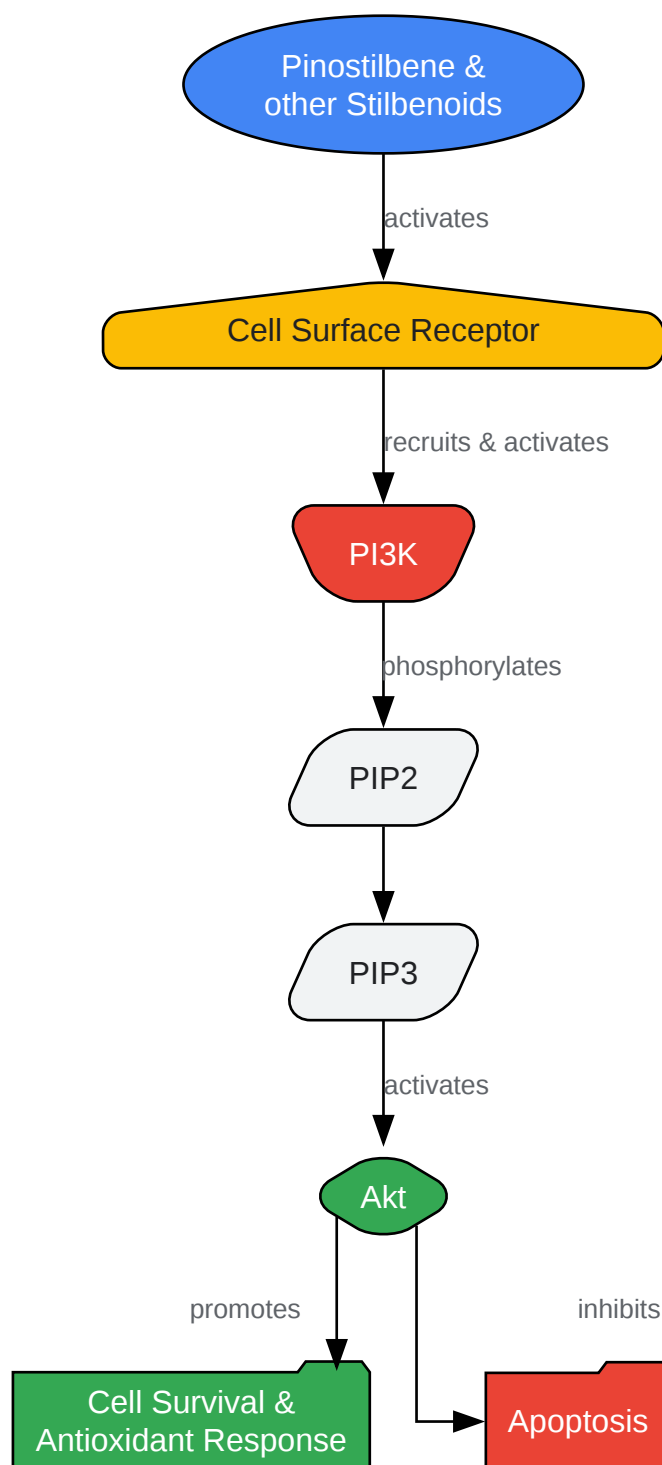 Pinostilbene &
other Stilbenoids
activates
Cell Surface Receptor
recruits & activates
PI3K
phosphorylates
PIP2
PIP3
activates
Akt
promotes
inhibits
Cell Survival &
Antioxidant Response
Apoptosis